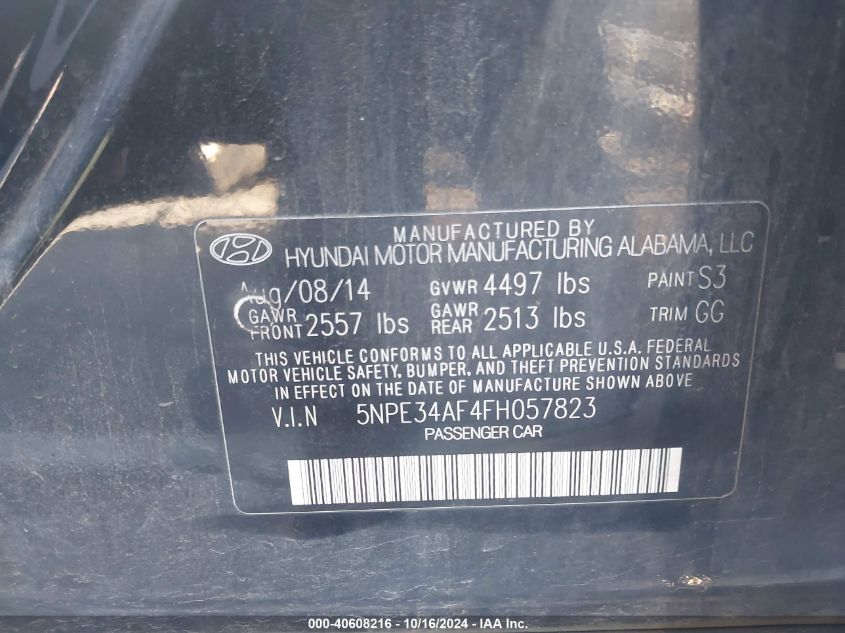 MANUFACTURED BY
HYUNDAI MOTOR MANUFACTURING ALABAMA, LLC
Aug/08/14 GVWR 4497 lbs PAINT S3
GAWR FRONT 2557 lbs GAWR REAR 2513 lbs TRIM GG
THIS VEHICLE CONFORMS TO ALL APPLICABLE U.S.A. FEDERAL
MOTOR VEHICLE SAFETY, BUMPER, AND THEFT PREVENTION STANDARDS
IN EFFECT ON THE DATE OF MANUFACTURE SHOWN ABOVE
V.I.N 5NPE34AF4FH057823
PASSENGER CAR
000-40608216 - 10/16/2024 - IAA Inc.